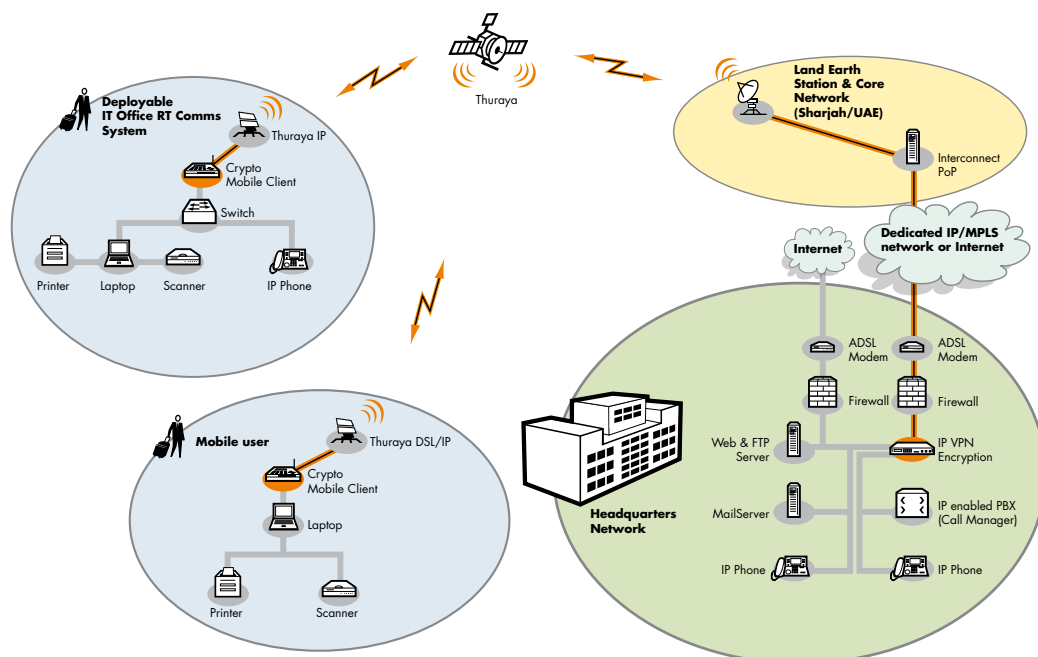 Thuraya
Deployable
IT Office RT Comms
System
Thuraya IP
Crypto
Mobile Client
Switch
Printer
Laptop
Scanner
IP Phone
Land Earth
Station & Core
Network
(Sharjah/UAE)
Interconnect
PoP
Internet
Dedicated IP/MPLS
network or Internet
Mobile user
Thuraya DSL/IP
Crypto
Mobile Client
Laptop
Printer
Scanner
Headquarters
Network
ADSL
Modem
ADSL
Modem
Firewall
Firewall
Web & FTP
Server
IP VPN
Encryption
MailServer
IP enabled PBX
(Call Manager)
IP Phone
IP Phone